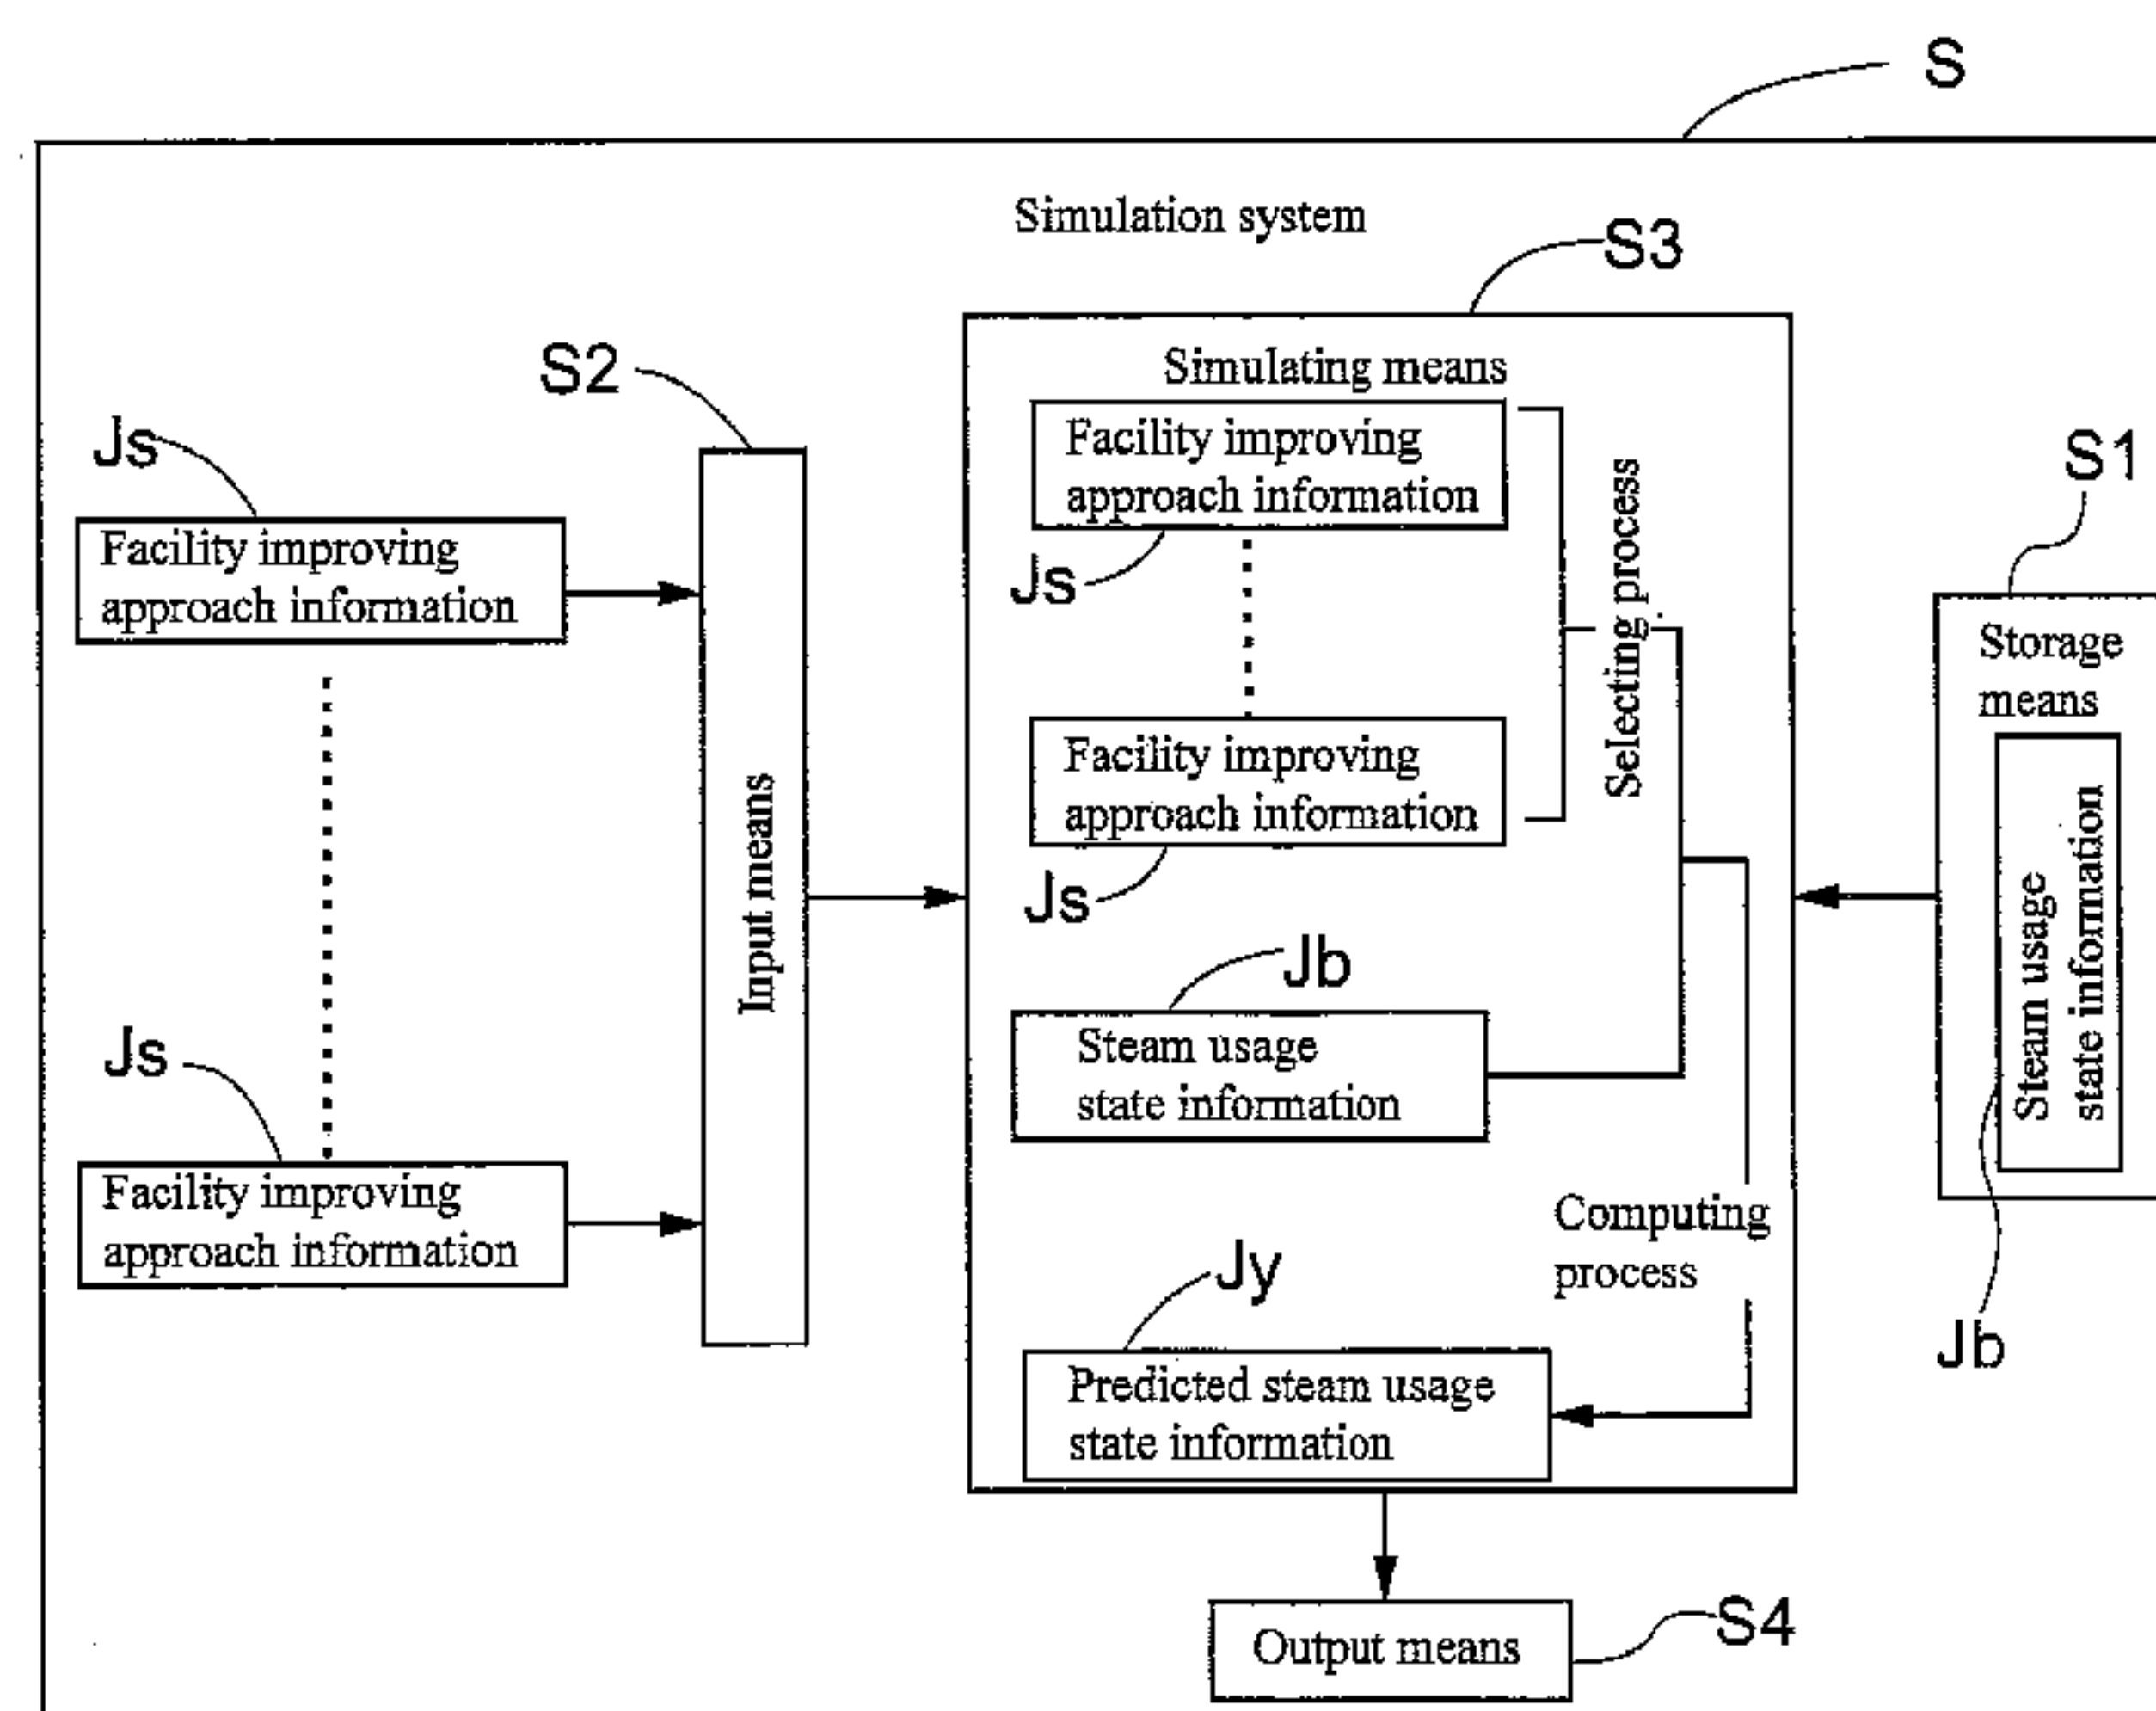 S
Simulation system
S3
S2
Simulating means
Js
Facility improving
approach information
S1
Selecting process
Facility improving
approach information
Js
Storage
means
Facility improving
approach information
Input means
Steam usage
state information
Js
Jb
Js
Steam usage
state information
Facility improving
approach information
Computing
process
Jy
Jb
Predicted steam usage
state information
Output means
S4